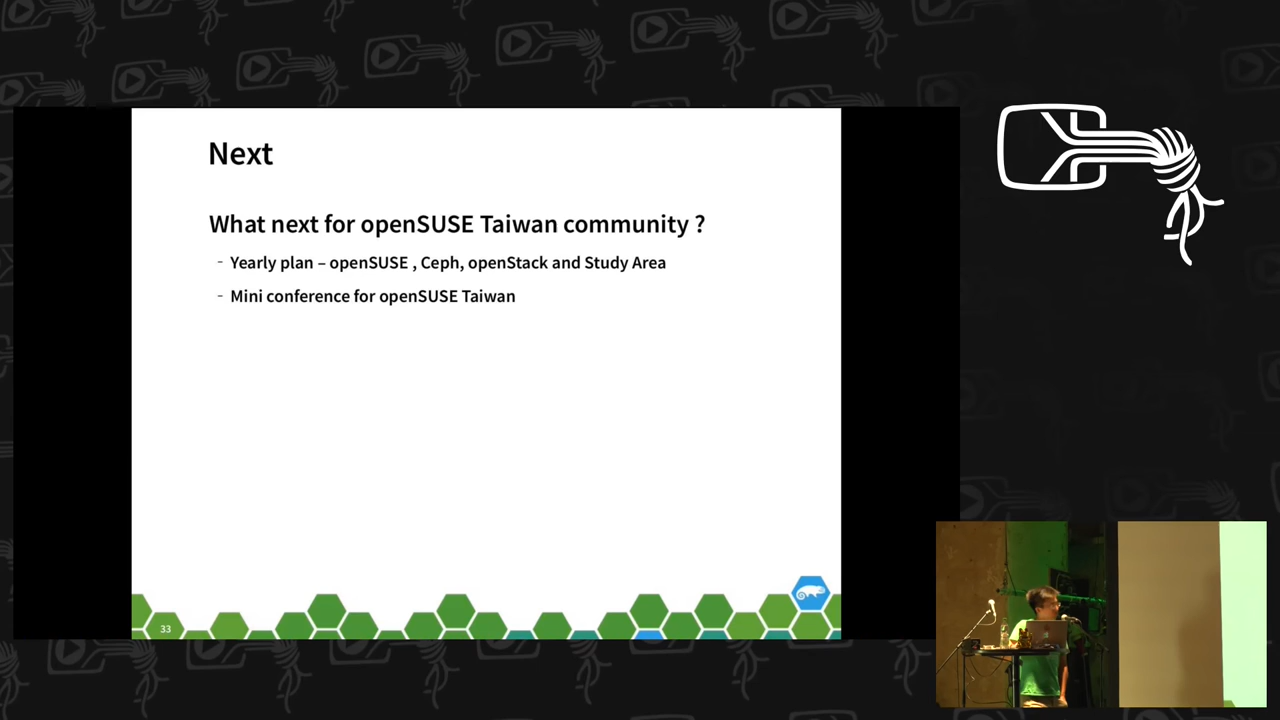 Next
What next for openSUSE Taiwan community ?
- Yearly plan – openSUSE , Ceph, openStack and Study Area
- Mini conference for openSUSE Taiwan
33